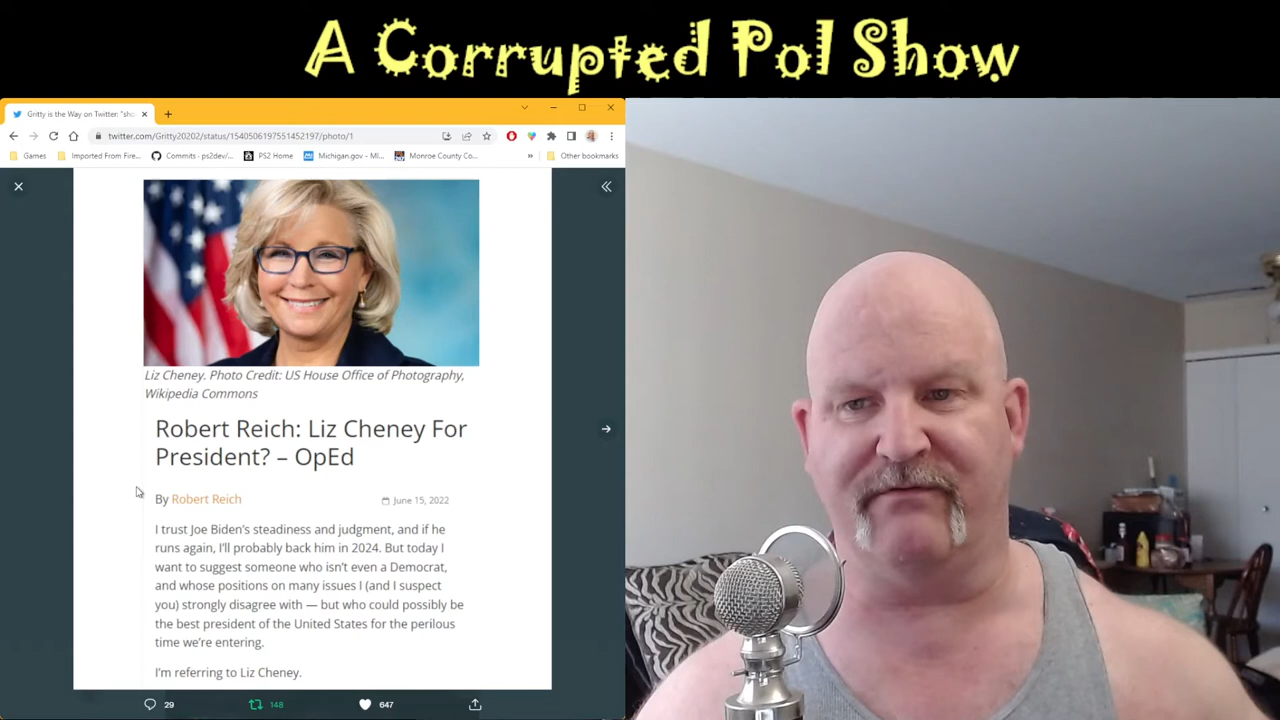 A Corrupted Pol Show
Gritty is the Way on Twitter: "sho
twitter.com/Gritty20202/status/1540506197551452197/photo/1
Games
Imported From Fire...
Commits · ps2dev/...
PS2 Home
Michigan.gov - MI...
Monroe County Co...
»
Other bookmarks
Liz Cheney. Photo Credit: US House Office of Photography,
Wikipedia Commons
Robert Reich: Liz Cheney For
President? – OpEd
By Robert Reich
June 15, 2022
I trust Joe Biden's steadiness and judgment, and if he
runs again, I'll probably back him in 2024. But today I
want to suggest someone who isn't even a Democrat,
and whose positions on many issues I (and I suspect
you) strongly disagree with — but who could possibly be
the best president of the United States for the perilous
time we're entering.
I'm referring to Liz Cheney.
29
148
647